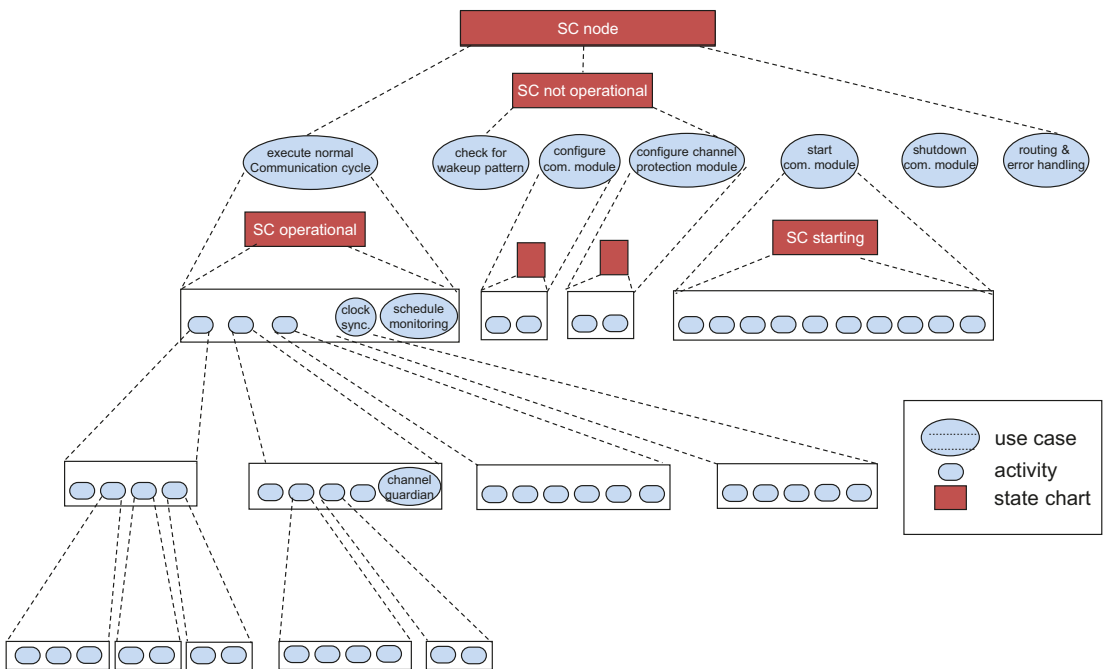 SC node
SC not operational
execute normal
Communication cycle
check for
wakeup pattern
configure
com. module
configure channel
protection module
start
com. module
shutdown
com. module
routing &
error handling
SC operational
SC starting
clock
sync.
schedule
monitoring
channel
guardian
use case
activity
state chart